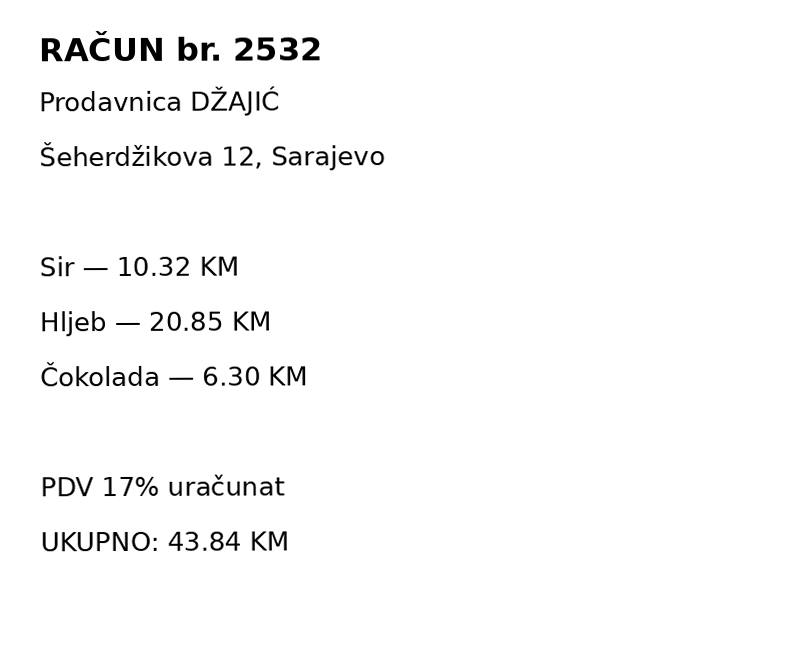 RAČUN br. 2532
Prodavnica DŽAJIĆ
Šeherdžikova 12, Sarajevo
Sir — 10.32 KM
Hljeb — 20.85 KM
Čokolada — 6.30 KM
PDV 17% uračunat
UKUPNO: 43.84 KM